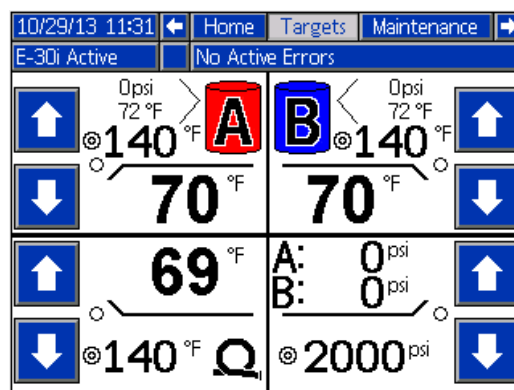 10/29/13 11:31 Home Targets Maintenance
E-30i Active No Active Errors
0psi 0psi
72 °F 72 °F
140 °F A B 140 °F
70 °F 70 °F
69 °F A: 0psi
B: 0psi
140 °F 2000psi